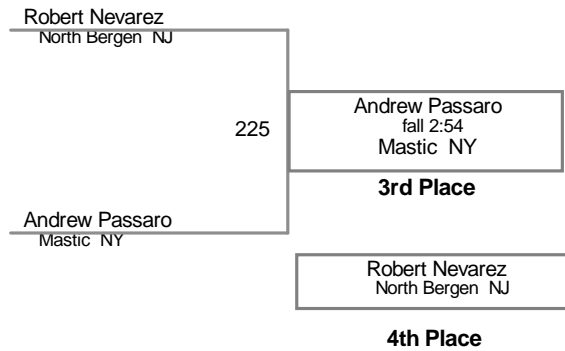 Robert Nevarez
North Bergen NJ
225
Andrew Passaro
fall 2:54
Mastic NY
3rd Place
Andrew Passaro
Mastic NY
Robert Nevarez
North Bergen NJ
4th Place